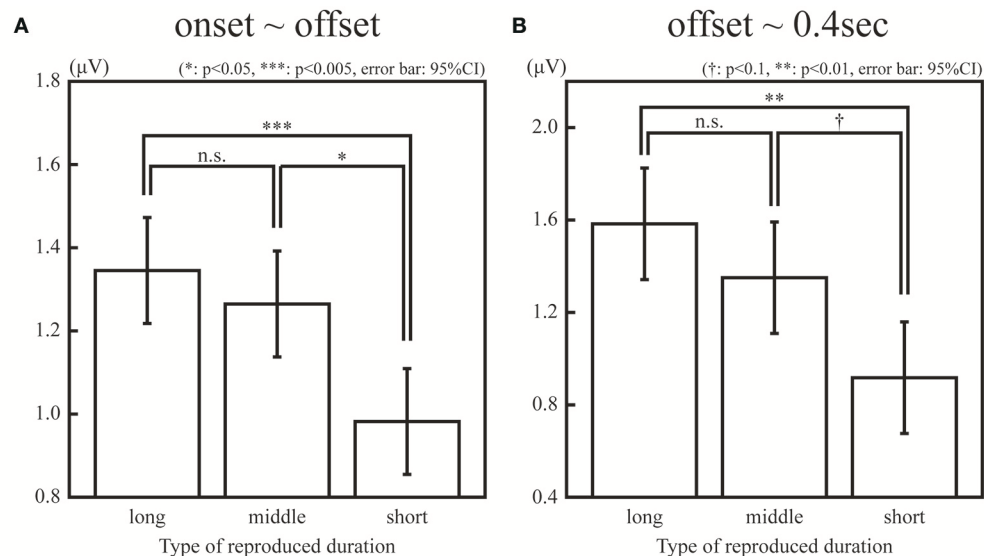 A
onset ~ offset
(μV)
(*: p<0.05, ***: p<0.005, error bar: 95%CI)
1.8
1.6
1.4
1.2
1.0
0.8
***
n.s.
*
long
middle
short
Type of reproduced duration
B
offset ~ 0.4sec
(μV)
(†: p<0.1, **: p<0.01, error bar: 95%CI)
2.0
1.6
1.2
0.8
0.4
**
n.s.
†
long
middle
short
Type of reproduced duration